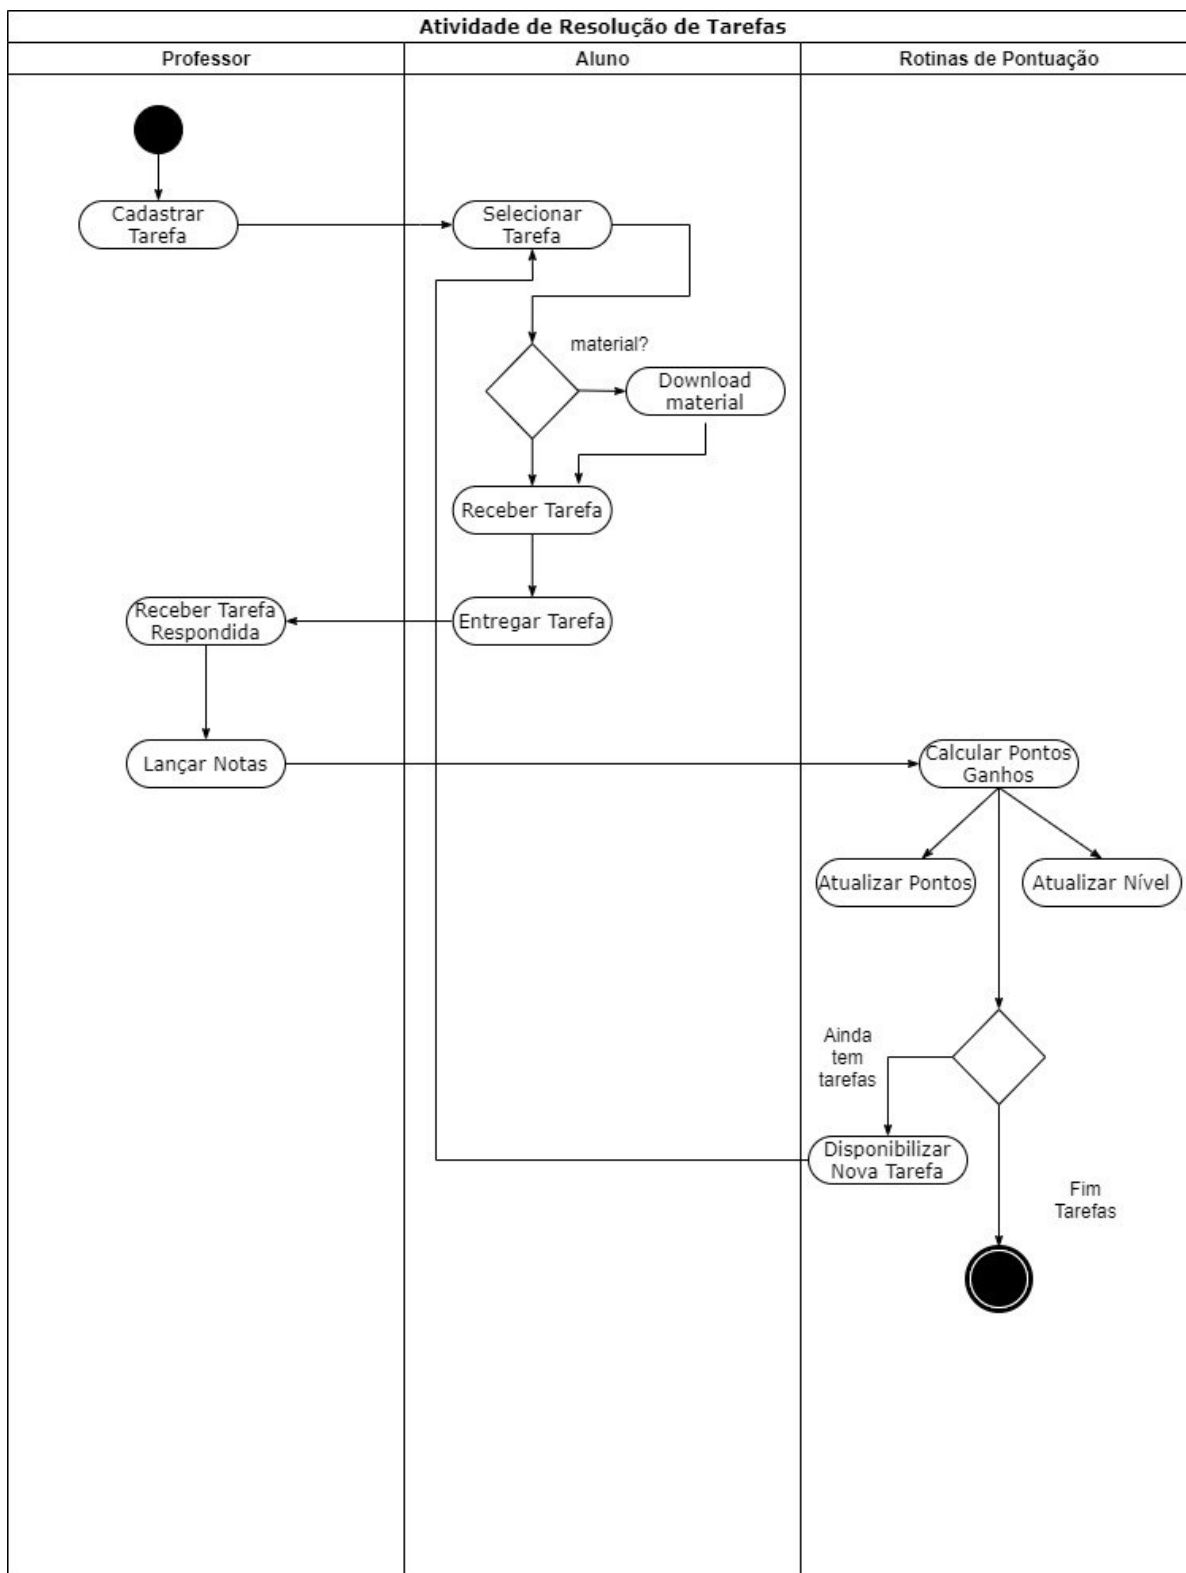 Atividade de Resolução de Tarefas
Professor
Aluno
Rotinas de Pontuação
Cadastrar
Tarefa
Selecionar
Tarefa
material?
Download
material
Receber Tarefa
Receber Tarefa
Respondida
Entregar Tarefa
Lançar Notas
Calcular Pontos
Ganhos
Atualizar Pontos
Atualizar Nível
Ainda
tem
tarefas
Disponibilizar
Nova Tarefa
Fim
Tarefas